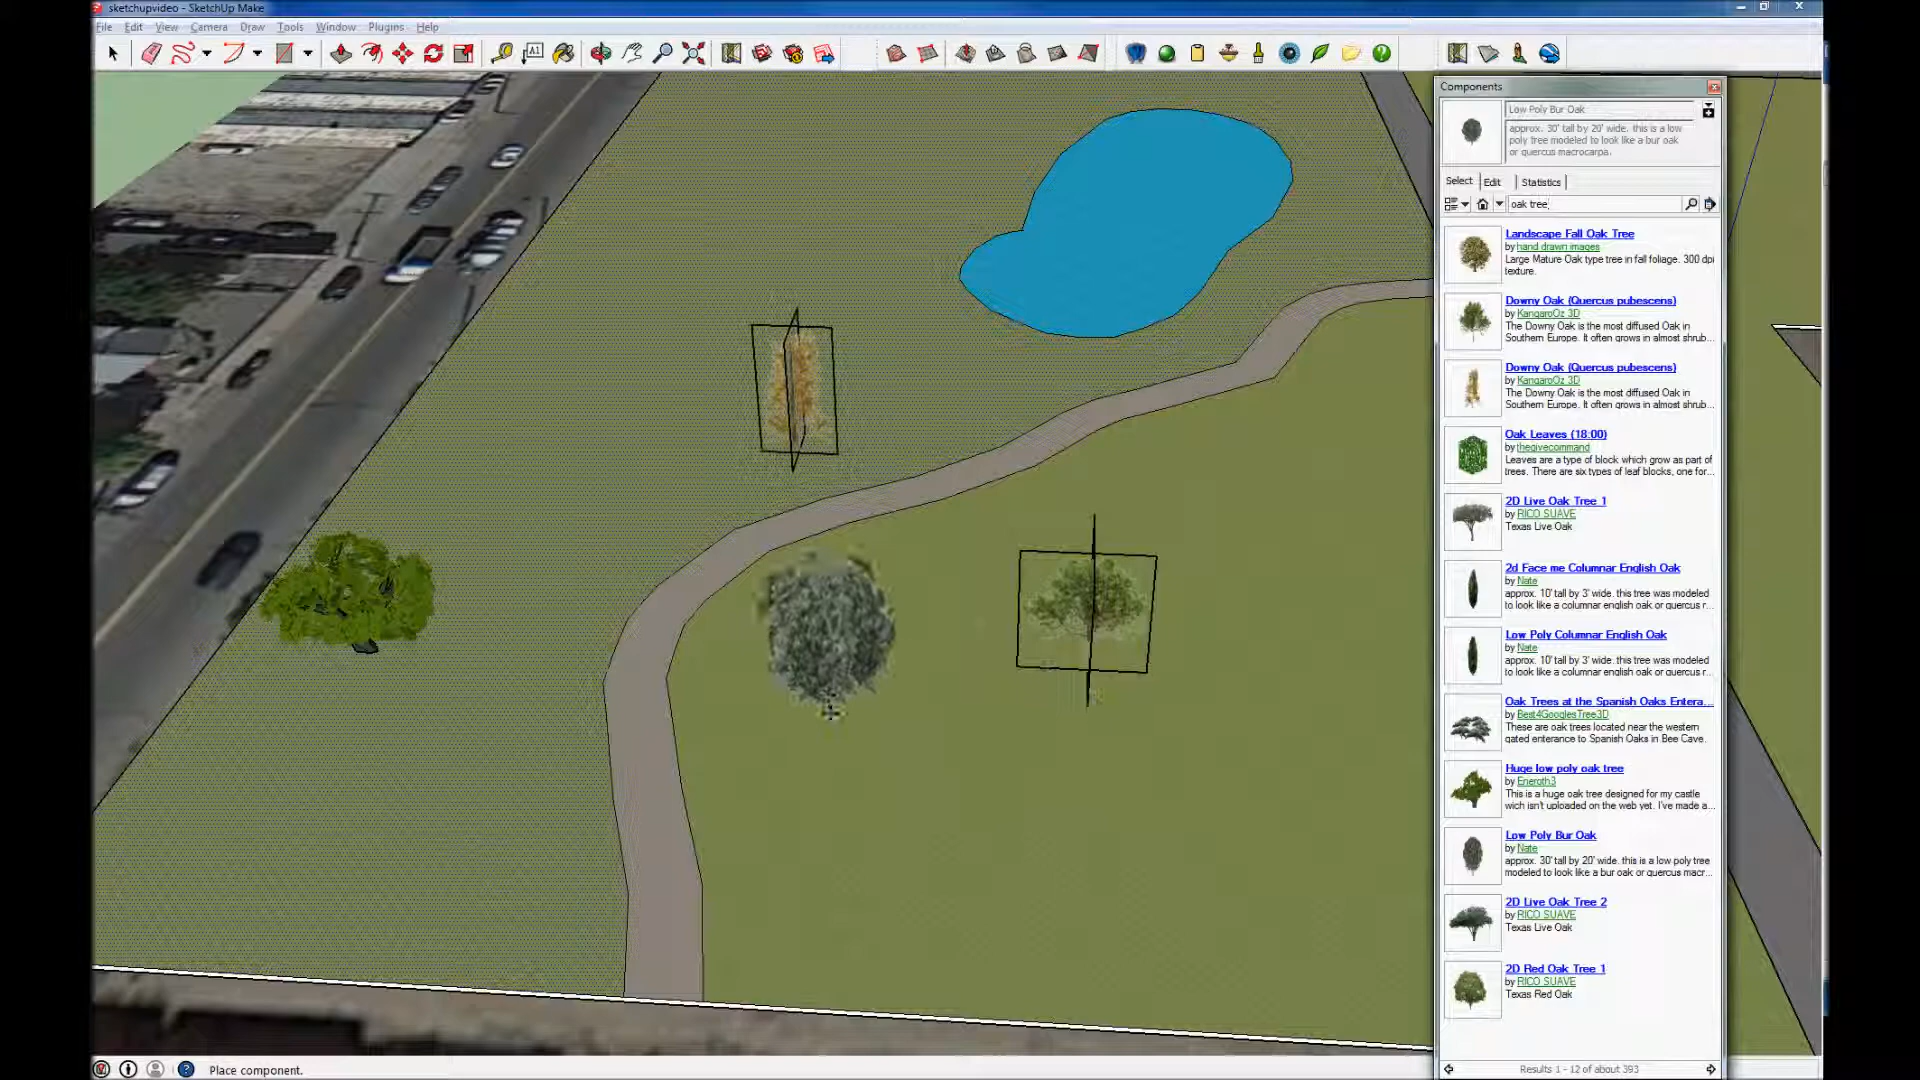 sketchupvideo - SketchUp Make
File Edit View Camera Draw Tools Window Plugins Help
A1
Components
Low Poly Bur Oak
approx. 30' tall by 20' wide. this is a low
poly tree modeled to look like a bur oak
or quercus macrocarpa.
Select Edit Statistics
oak tree
Landscape Fall Oak Tree
by hand drawn images
Large Mature Oak type tree in fall foliage. 300 dpi
texture.
Downy Oak (Quercus pubescens)
by KangaroOz 3D
The Downy Oak is the most diffused Oak in
Southern Europe. It often grows in almost shrub...
Downy Oak (Quercus pubescens)
by KangaroOz 3D
The Downy Oak is the most diffused Oak in
Southern Europe. It often grows in almost shrub...
Oak Leaves (18:00)
by thegivecommand
Leaves are a type of block which grow as part of
trees. There are six types of leaf blocks, one for...
2D Live Oak Tree 1
by RICO SUAVE
Texas Live Oak
2d Face me Columnar English Oak
by Nate
approx. 10' tall by 3' wide. this tree was modeled
to look like a columnar english oak or quercus r...
Low Poly Columnar English Oak
by Nate
approx. 10' tall by 3' wide. this tree was modeled
to look like a columnar english oak or quercus r...
Oak Trees at the Spanish Oaks Entera...
by Best4GooglesTree3D
These are oak trees located near the western
gated enterance to Spanish Oaks in Bee Cave.
Huge low poly oak tree
by Eneroth3
This is a huge oak tree designed for my castle
wich isn't uploaded on the web yet. I've made a...
Low Poly Bur Oak
by Nate
approx. 30' tall by 20' wide. this is a low poly tree
modeled to look like a bur oak or quercus macr...
2D Live Oak Tree 2
by RICO SUAVE
Texas Live Oak
2D Red Oak Tree 1
by RICO SUAVE
Texas Red Oak
Results 1 - 12 of about 393
Place component.